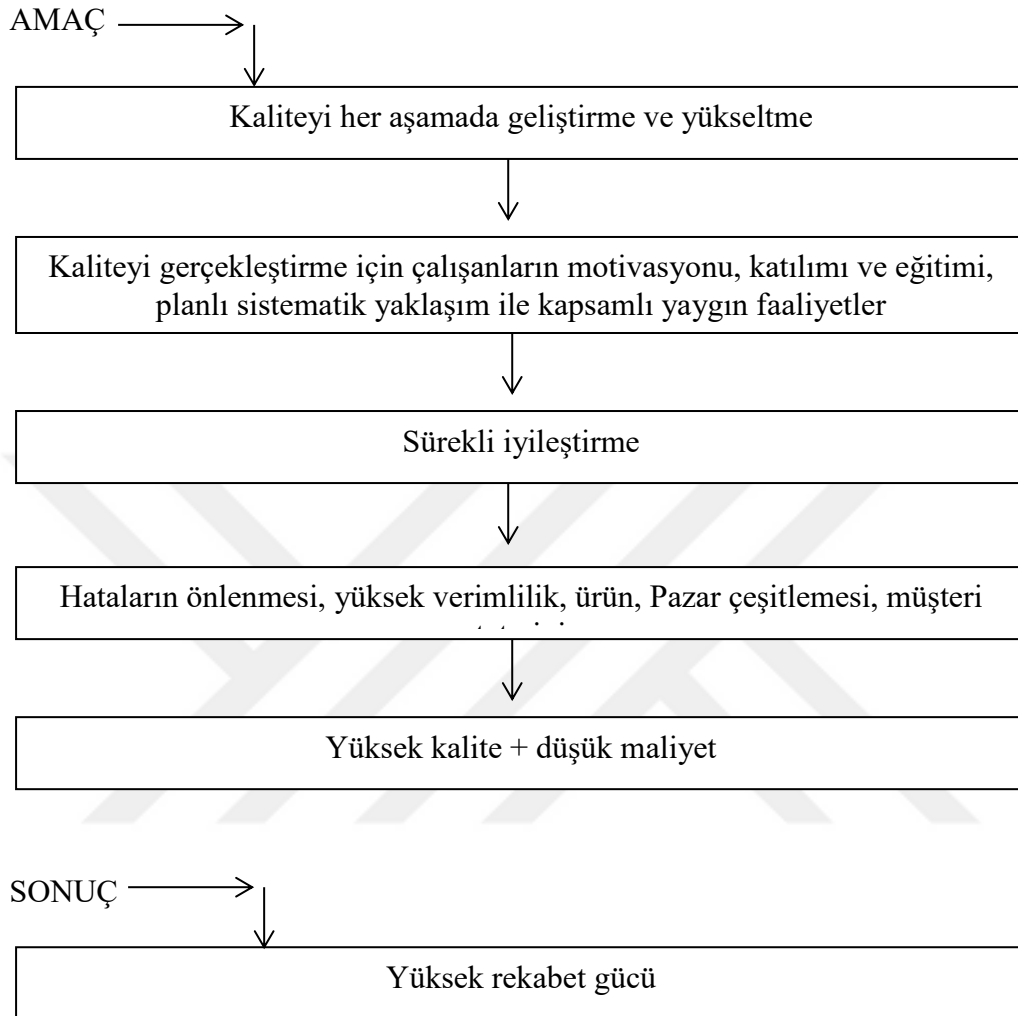 AMAÇ
Kaliteyi her aşamada geliştirme ve yükseltme
Kaliteyi gerçekleştirme için çalışanların motivasyonu, katılımı ve eğitimi,
planlı sistematik yaklaşım ile kapsamlı yaygın faaliyetler
Sürekli iyileştirme
Hataların önlenmesi, yüksek verimlilik, ürün, Pazar çeşitlemesi, müşteri
Yüksek kalite + düşük maliyet
SONUÇ
Yüksek rekabet gücü